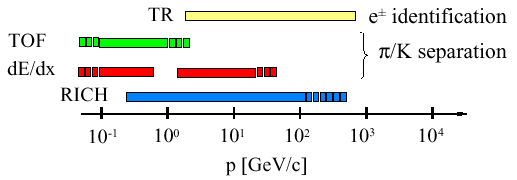 TR e± identification
TOF
π/K separation
dE/dx
RICH
10⁻¹ 10⁰ 10¹ 10² 10³ 10⁴
p [GeV/c]